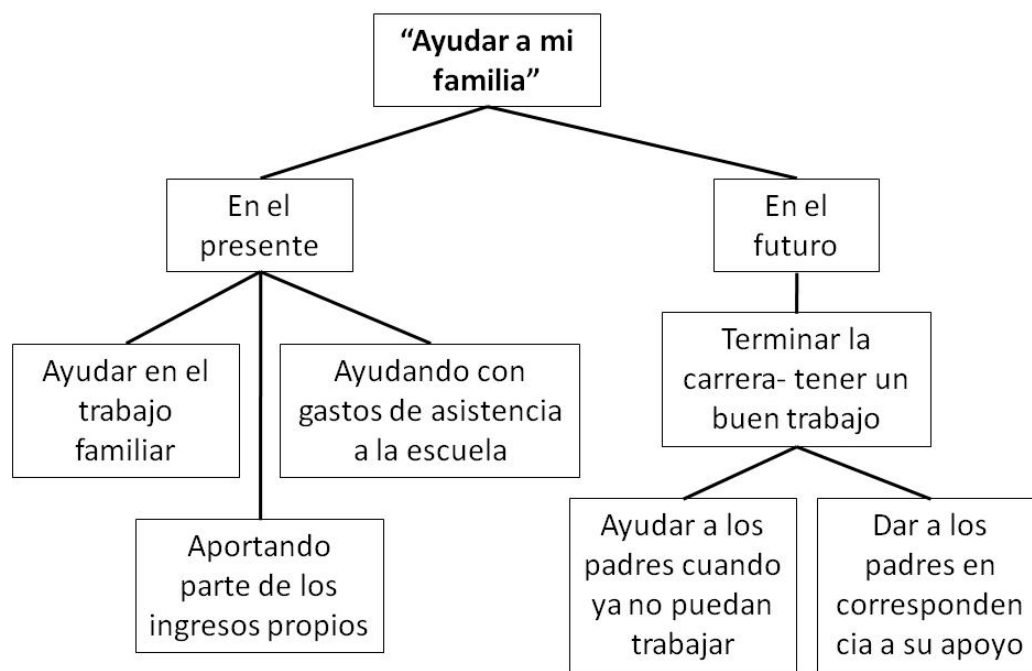 “Ayudar a mi
familia”
En el
presente
En el
futuro
Ayudar en el
trabajo
familiar
Ayudando con
gastos de asistencia
a la escuela
Terminar la
carrera- tener un
buen trabajo
Aportando
parte de los
ingresos propios
Ayudar a los
padres cuando
ya no puedan
trabajar
Dar a los
padres en
corresponden
cia a su apoyo